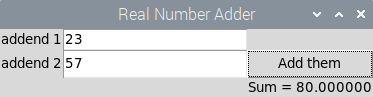 Real Number Adder
addend 1 23
addend 2 57 Add them
Sum = 80.000000